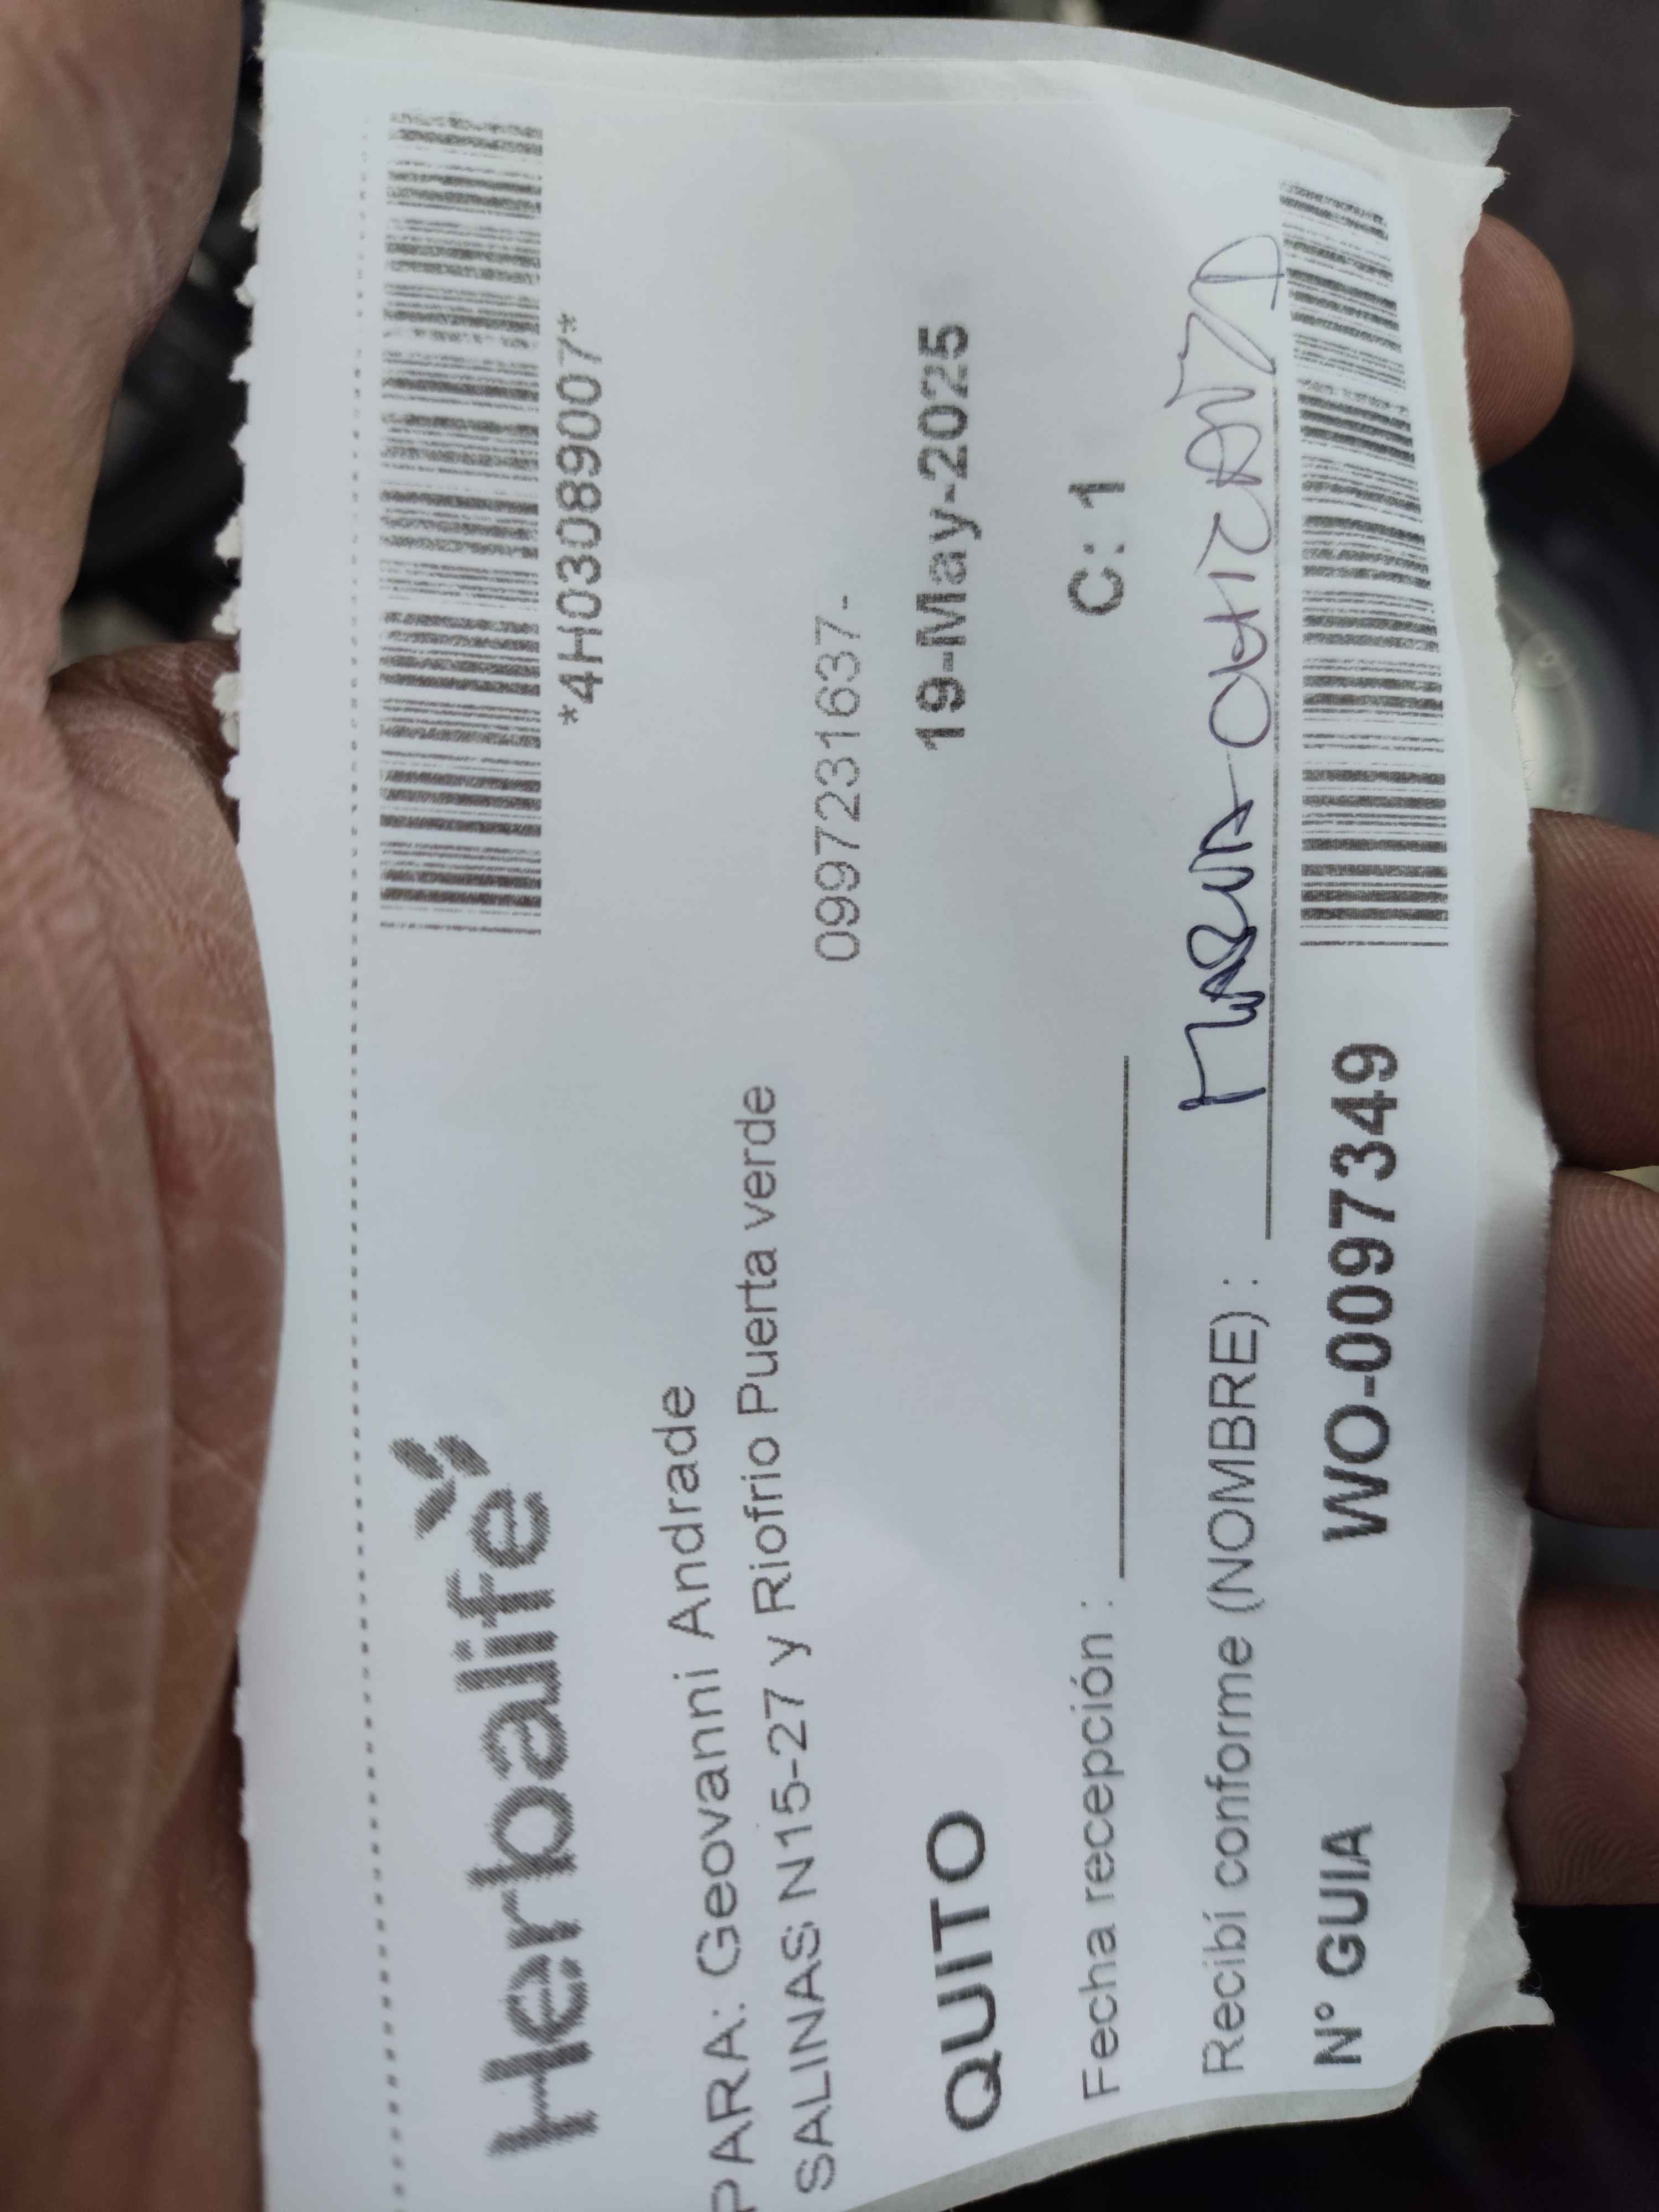 Herbalife
*4H03089007*
PARA: Geovanni Andrade
SALINAS N15-27 y Riofrio Puerta verde
0997231637-
QUITO 19-May-2025
Fecha recepción : C: 1
Recibí conforme (NOMBRE) :
N° GUIA WO-0097349